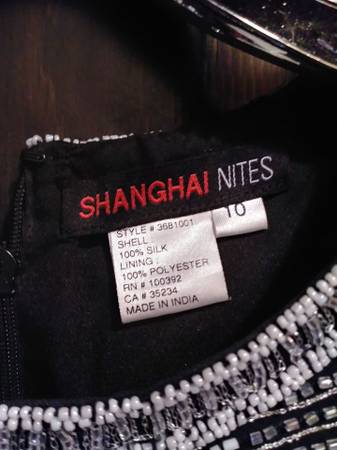 SHANGHAI NITES
10
STYLE # 3681001
SHELL :
100% SILK
LINING :
100% POLYESTER
RN # 100392
CA # 35234
MADE IN INDIA